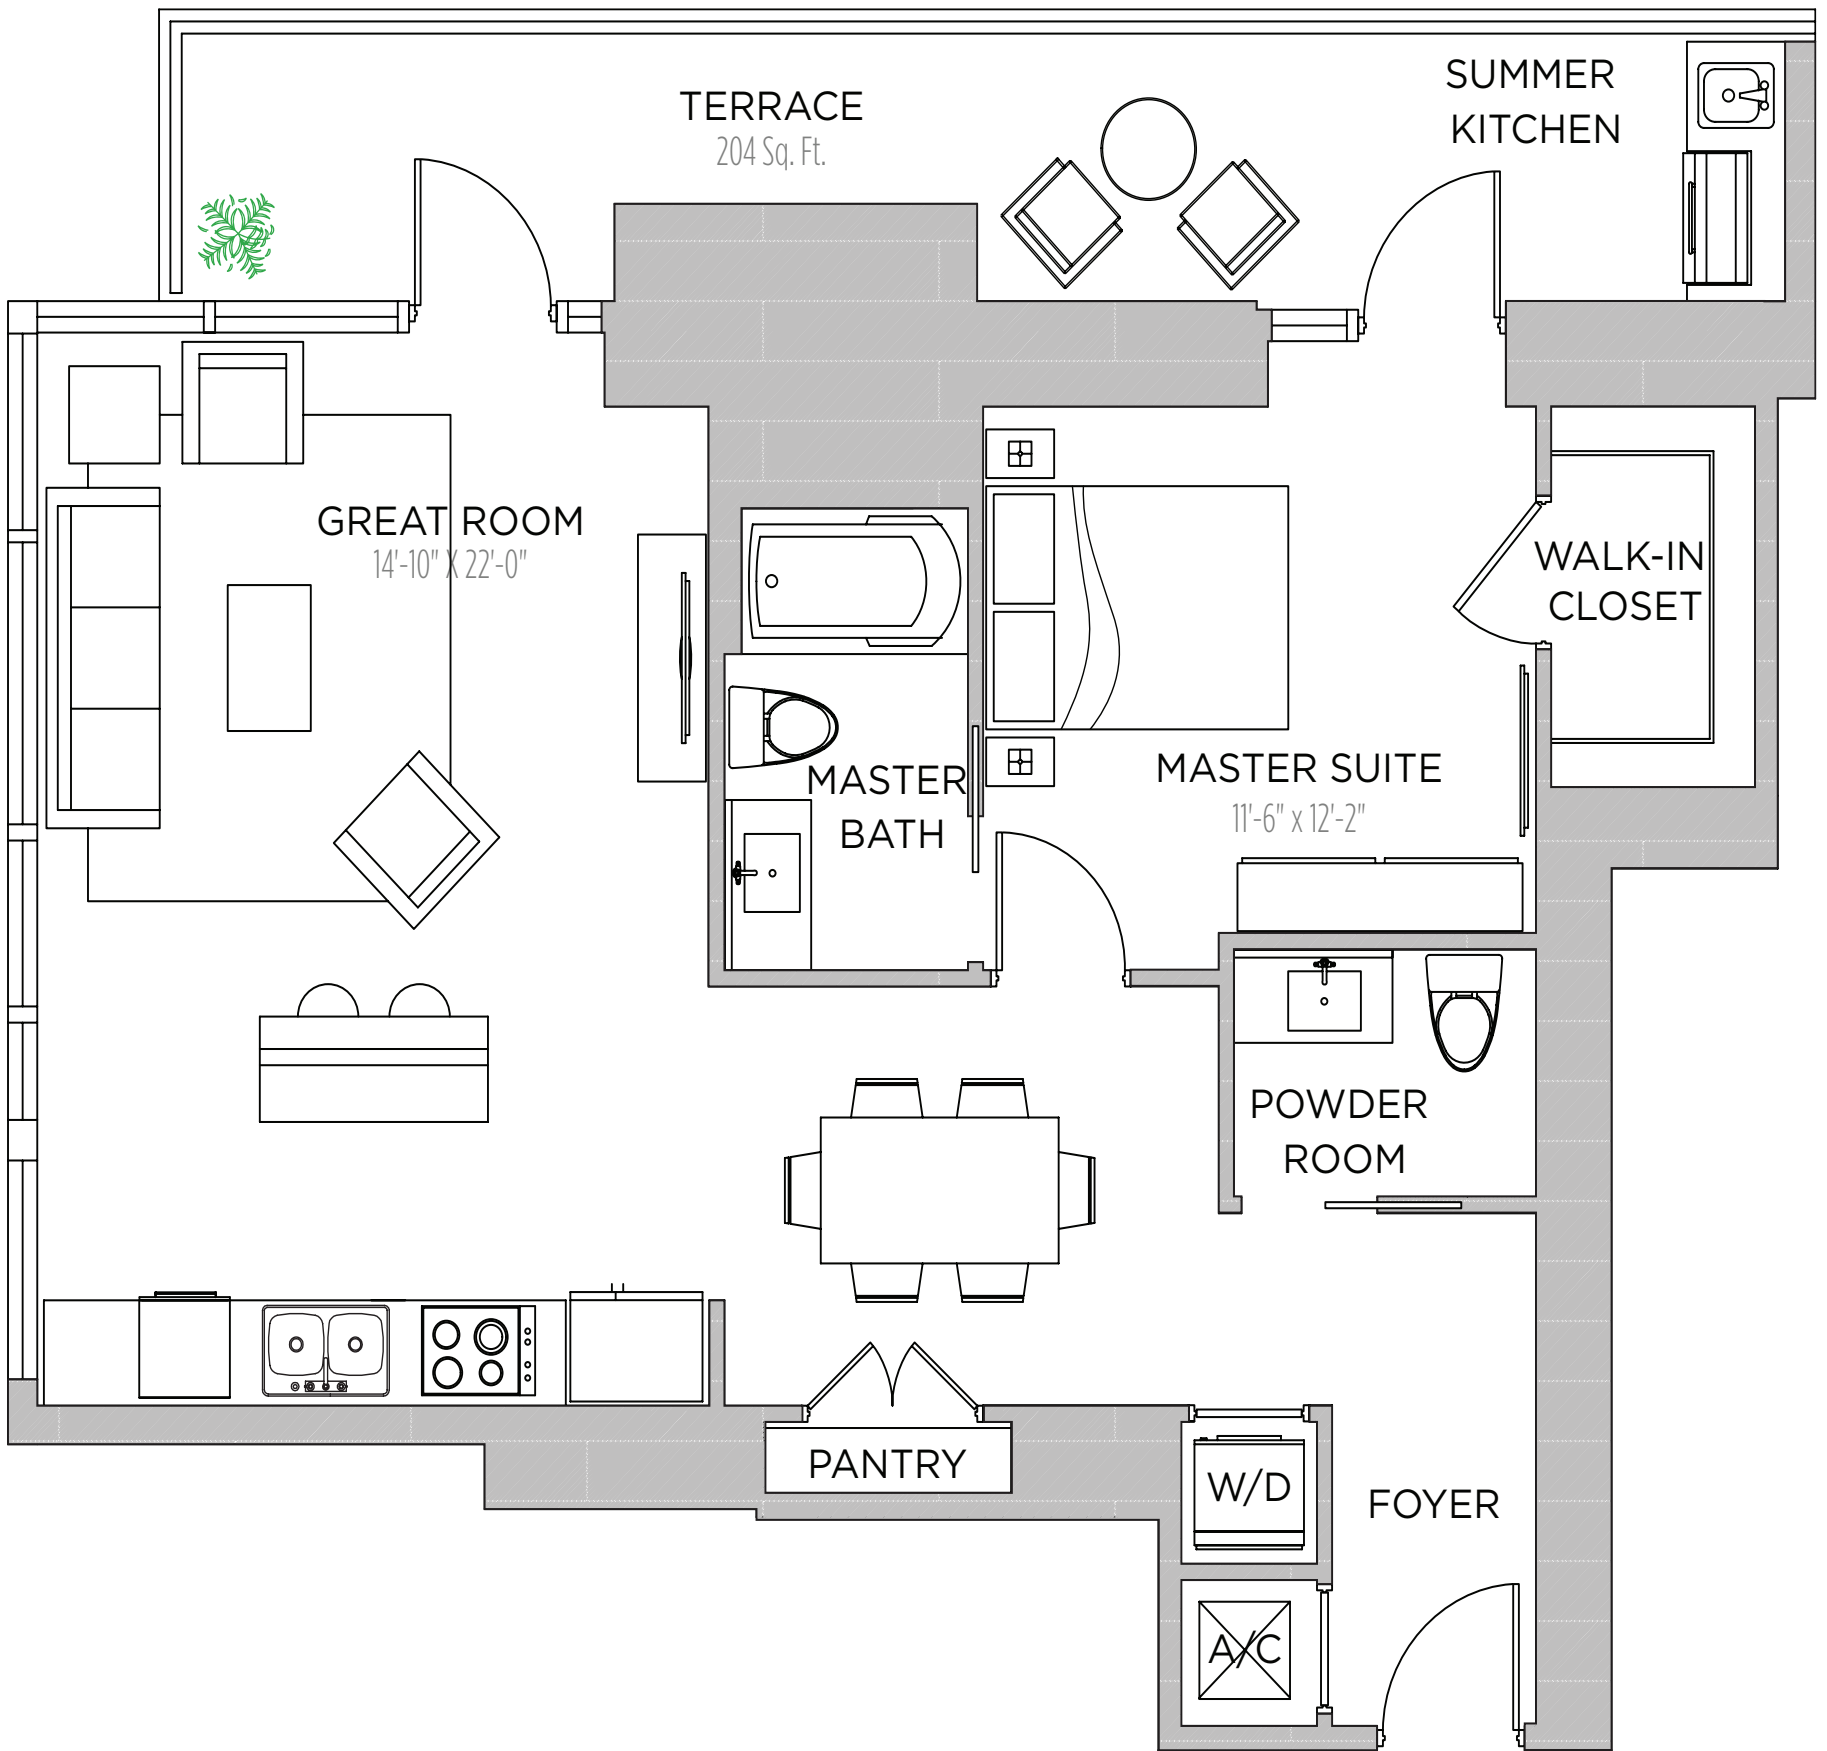 SUMMER
KITCHEN
TERRACE
204 Sq. Ft.
GREAT ROOM
14'-10" X 22'-0"
WALK-IN
CLOSET
MASTER
BATH
MASTER SUITE
11'-6" x 12'-2"
POWDER
ROOM
PANTRY
W/D
FOYER
A/C